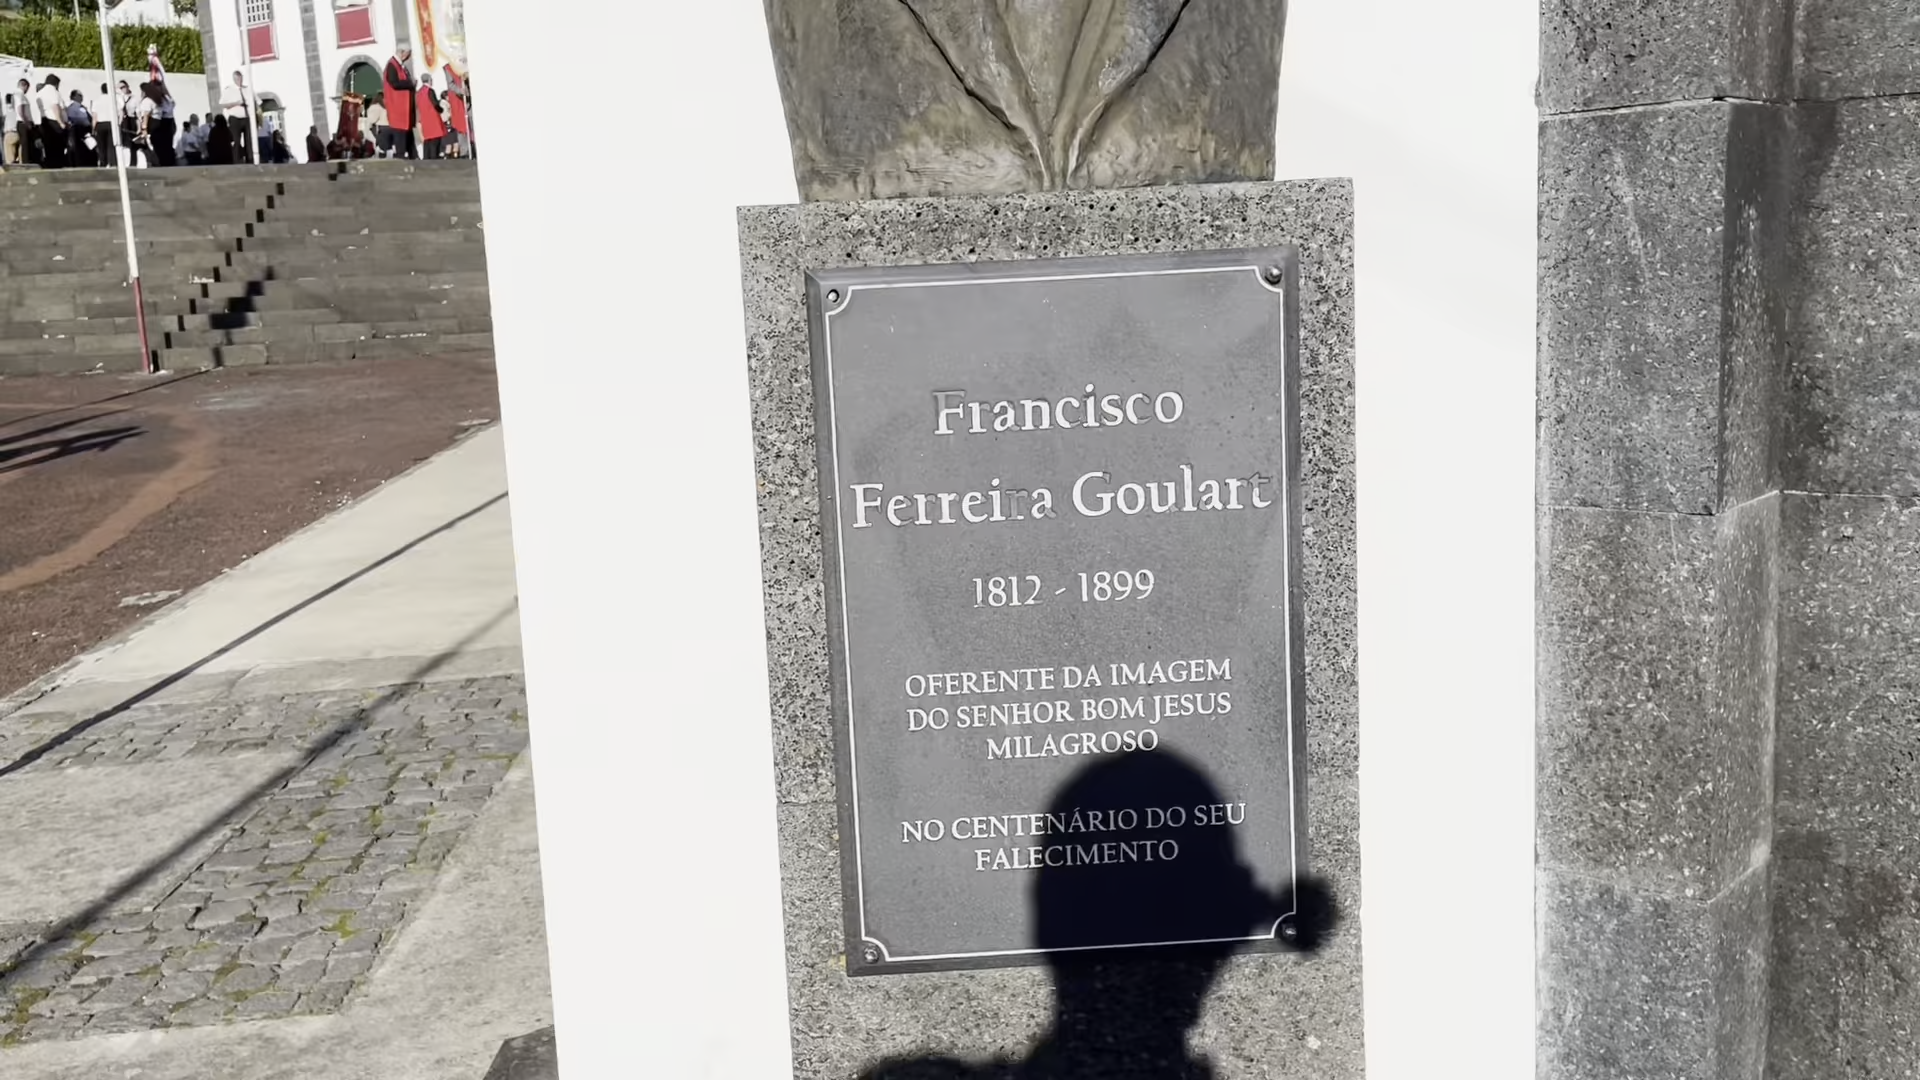 Francisco
Ferreira Goulart
1812 - 1899
OFERENTE DA IMAGEM
DO SENHOR BOM JESUS
MILAGROSO
NO CENTENÁRIO DO SEU
FALECIMENTO